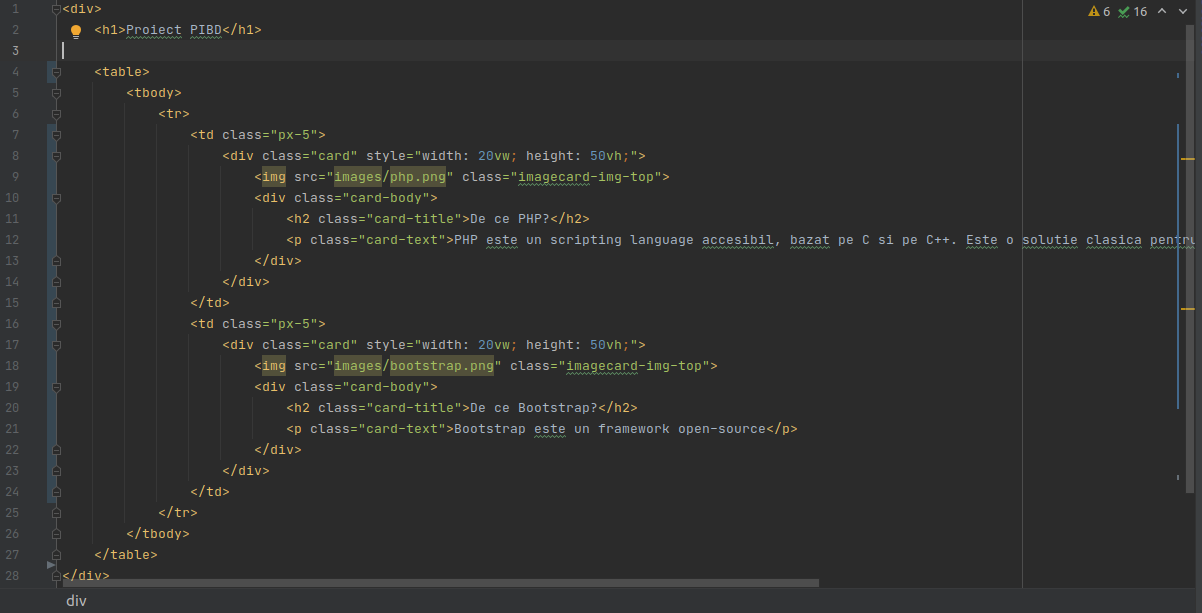 6 16
1 <div>
2 <h1>Proiect PIBD</h1>
3
4 <table>
5 <tbody>
6 <tr>
7 <td class="px-5">
8 <div class="card" style="width: 20vw; height: 50vh;">
9 <img src="images/php.png" class="imagecard-img-top">
10 <div class="card-body">
11 <h2 class="card-title">De ce PHP?</h2>
12 <p class="card-text">PHP este un scripting language accesibil, bazat pe C si pe C++. Este o solutie clasica pentru
13 </div>
14 </div>
15 </td>
16 <td class="px-5">
17 <div class="card" style="width: 20vw; height: 50vh;">
18 <img src="images/bootstrap.png" class="imagecard-img-top">
19 <div class="card-body">
20 <h2 class="card-title">De ce Bootstrap?</h2>
21 <p class="card-text">Bootstrap este un framework open-source</p>
22 </div>
23 </div>
24 </td>
25 </tr>
26 </tbody>
27 </table>
28 </div>
div